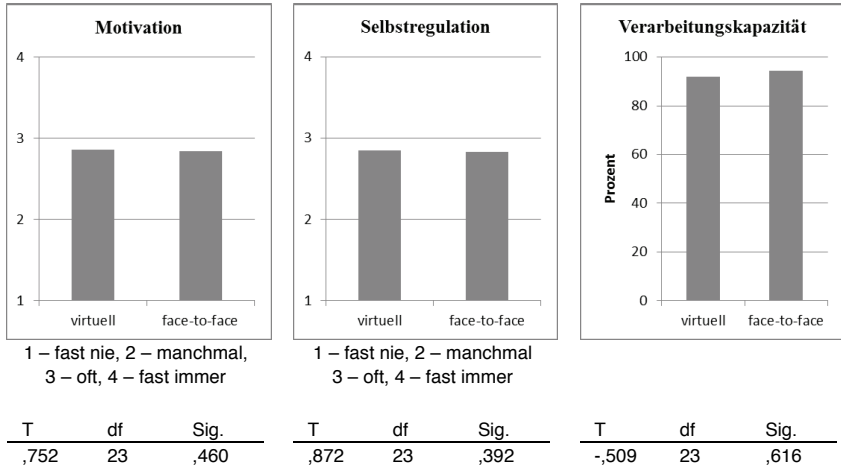 Motivation
4
3
2
1
virtuell face-to-face
1 – fast nie, 2 – manchmal,
3 – oft, 4 – fast immer
T df Sig.
,752 23 ,460
Selbstregulation
4
3
2
1
virtuell face-to-face
1 – fast nie, 2 – manchmal
3 – oft, 4 – fast immer
T df Sig.
,872 23 ,392
Verarbeitungskapazität
Prozent
100
80
60
40
20
0
virtuell face-to-face
T df Sig.
-,509 23 ,616